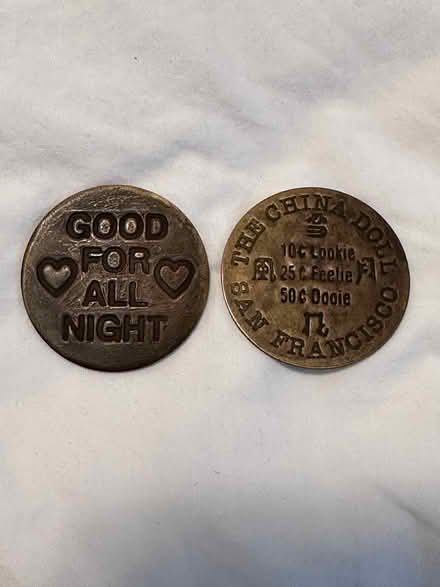 GOOD
FOR
ALL
NIGHT
THE CHINA DOLL
10¢ Lookie
25¢ Feelie
50¢ Dooie
SAN FRANCISCO